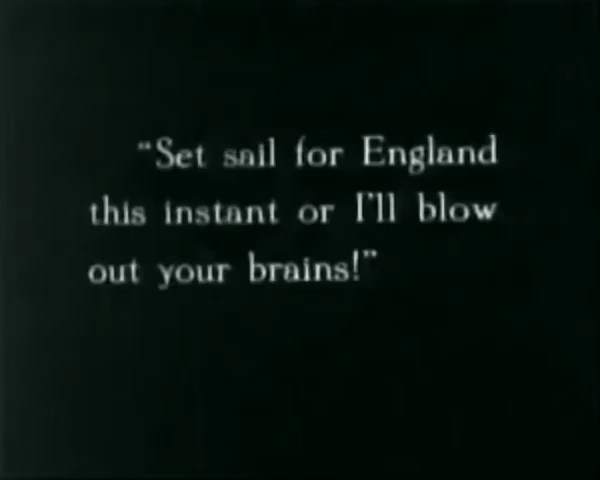 "Set sail for England
this instant or I'll blow
out your brains!"